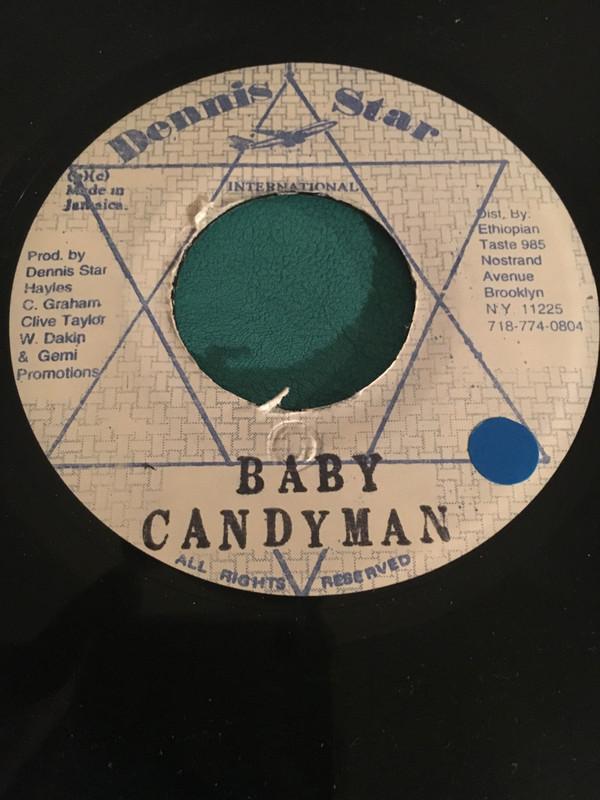 Dennis Star
INTERNATIONAL
(p)(c)
Made in
Jamaica.
Prod. by
Dennis Star
Hayles
C. Graham
Clive Taylor
W. Dakin
& Gemi
Promotions
Dist, By:
Ethiopian
Taste 985
Nostrand
Avenue
Brooklyn
N.Y. 11225
718-774-0804
BABY
CANDYMAN
ALL RIGHTS RESERVED